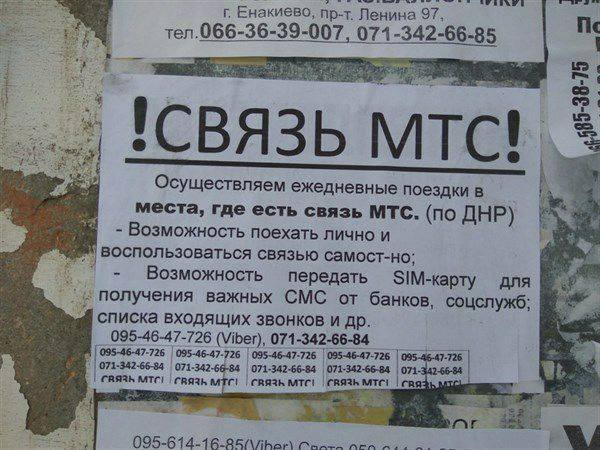 г. Енакиево, пр-т. Ленина 97,
тел.066-36-39-007, 071-342-66-85
По
585-38-75
!СВЯЗЬ МТС!
Осуществляем ежедневные поездки в
места, где есть связь МТС. (по ДНР)
- Возможность поехать лично и
воспользоваться связью самост-но;
- Возможность передать SIM-карту для
получения важных СМС от банков, соцслужб;
списка входящих звонков и др.
095-46-47-726 (Viber), 071-342-66-84
095-46-47-726 095-46-47-726 095-46-47-726 095-46-47-726 095-46-47-726
071-342-66-84 071-342-66-84 071-342-66-84 071-342-66-84 071-342-66-84
СВЯЗЬ МТС! СВЯЗЬ МТС! СВЯЗЬ МТС! СВЯЗЬ МТС! СВЯЗЬ МТС!
095-614-16-85(Viber) Света